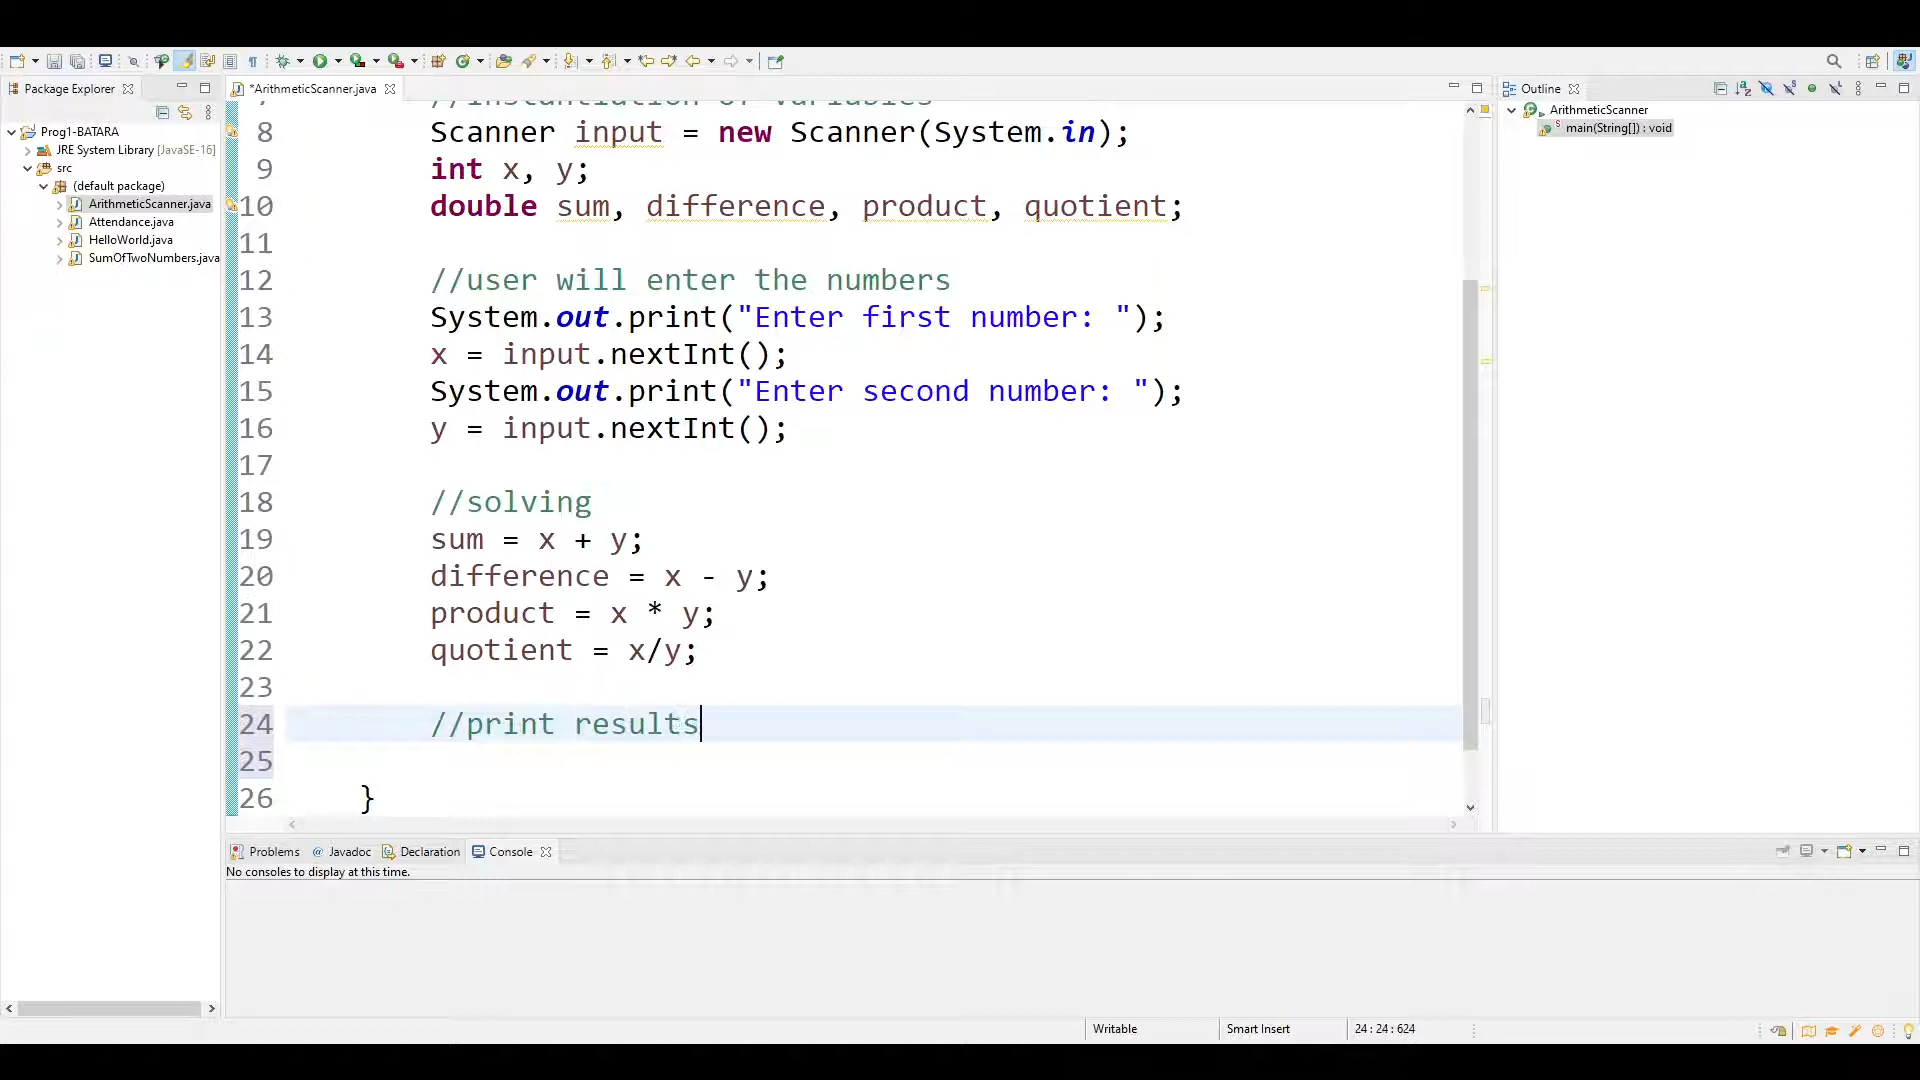 Package Explorer
*ArithmeticScanner.java
Outline
Prog1-BATARA
JRE System Library [JavaSE-16]
src
(default package)
ArithmeticScanner.java
Attendance.java
HelloWorld.java
SumOfTwoNumbers.java
8 Scanner input = new Scanner(System.in);
9 int x, y;
10 double sum, difference, product, quotient;
11
12 //user will enter the numbers
13 System.out.print("Enter first number: ");
14 x = input.nextInt();
15 System.out.print("Enter second number: ");
16 y = input.nextInt();
17
18 //solving
19 sum = x + y;
20 difference = x - y;
21 product = x * y;
22 quotient = x/y;
23
24 //print results
25
26 }
ArithmeticScanner
main(String[]) : void
Problems @ Javadoc Declaration Console
No consoles to display at this time.
Writable Smart Insert 24 : 24 : 624